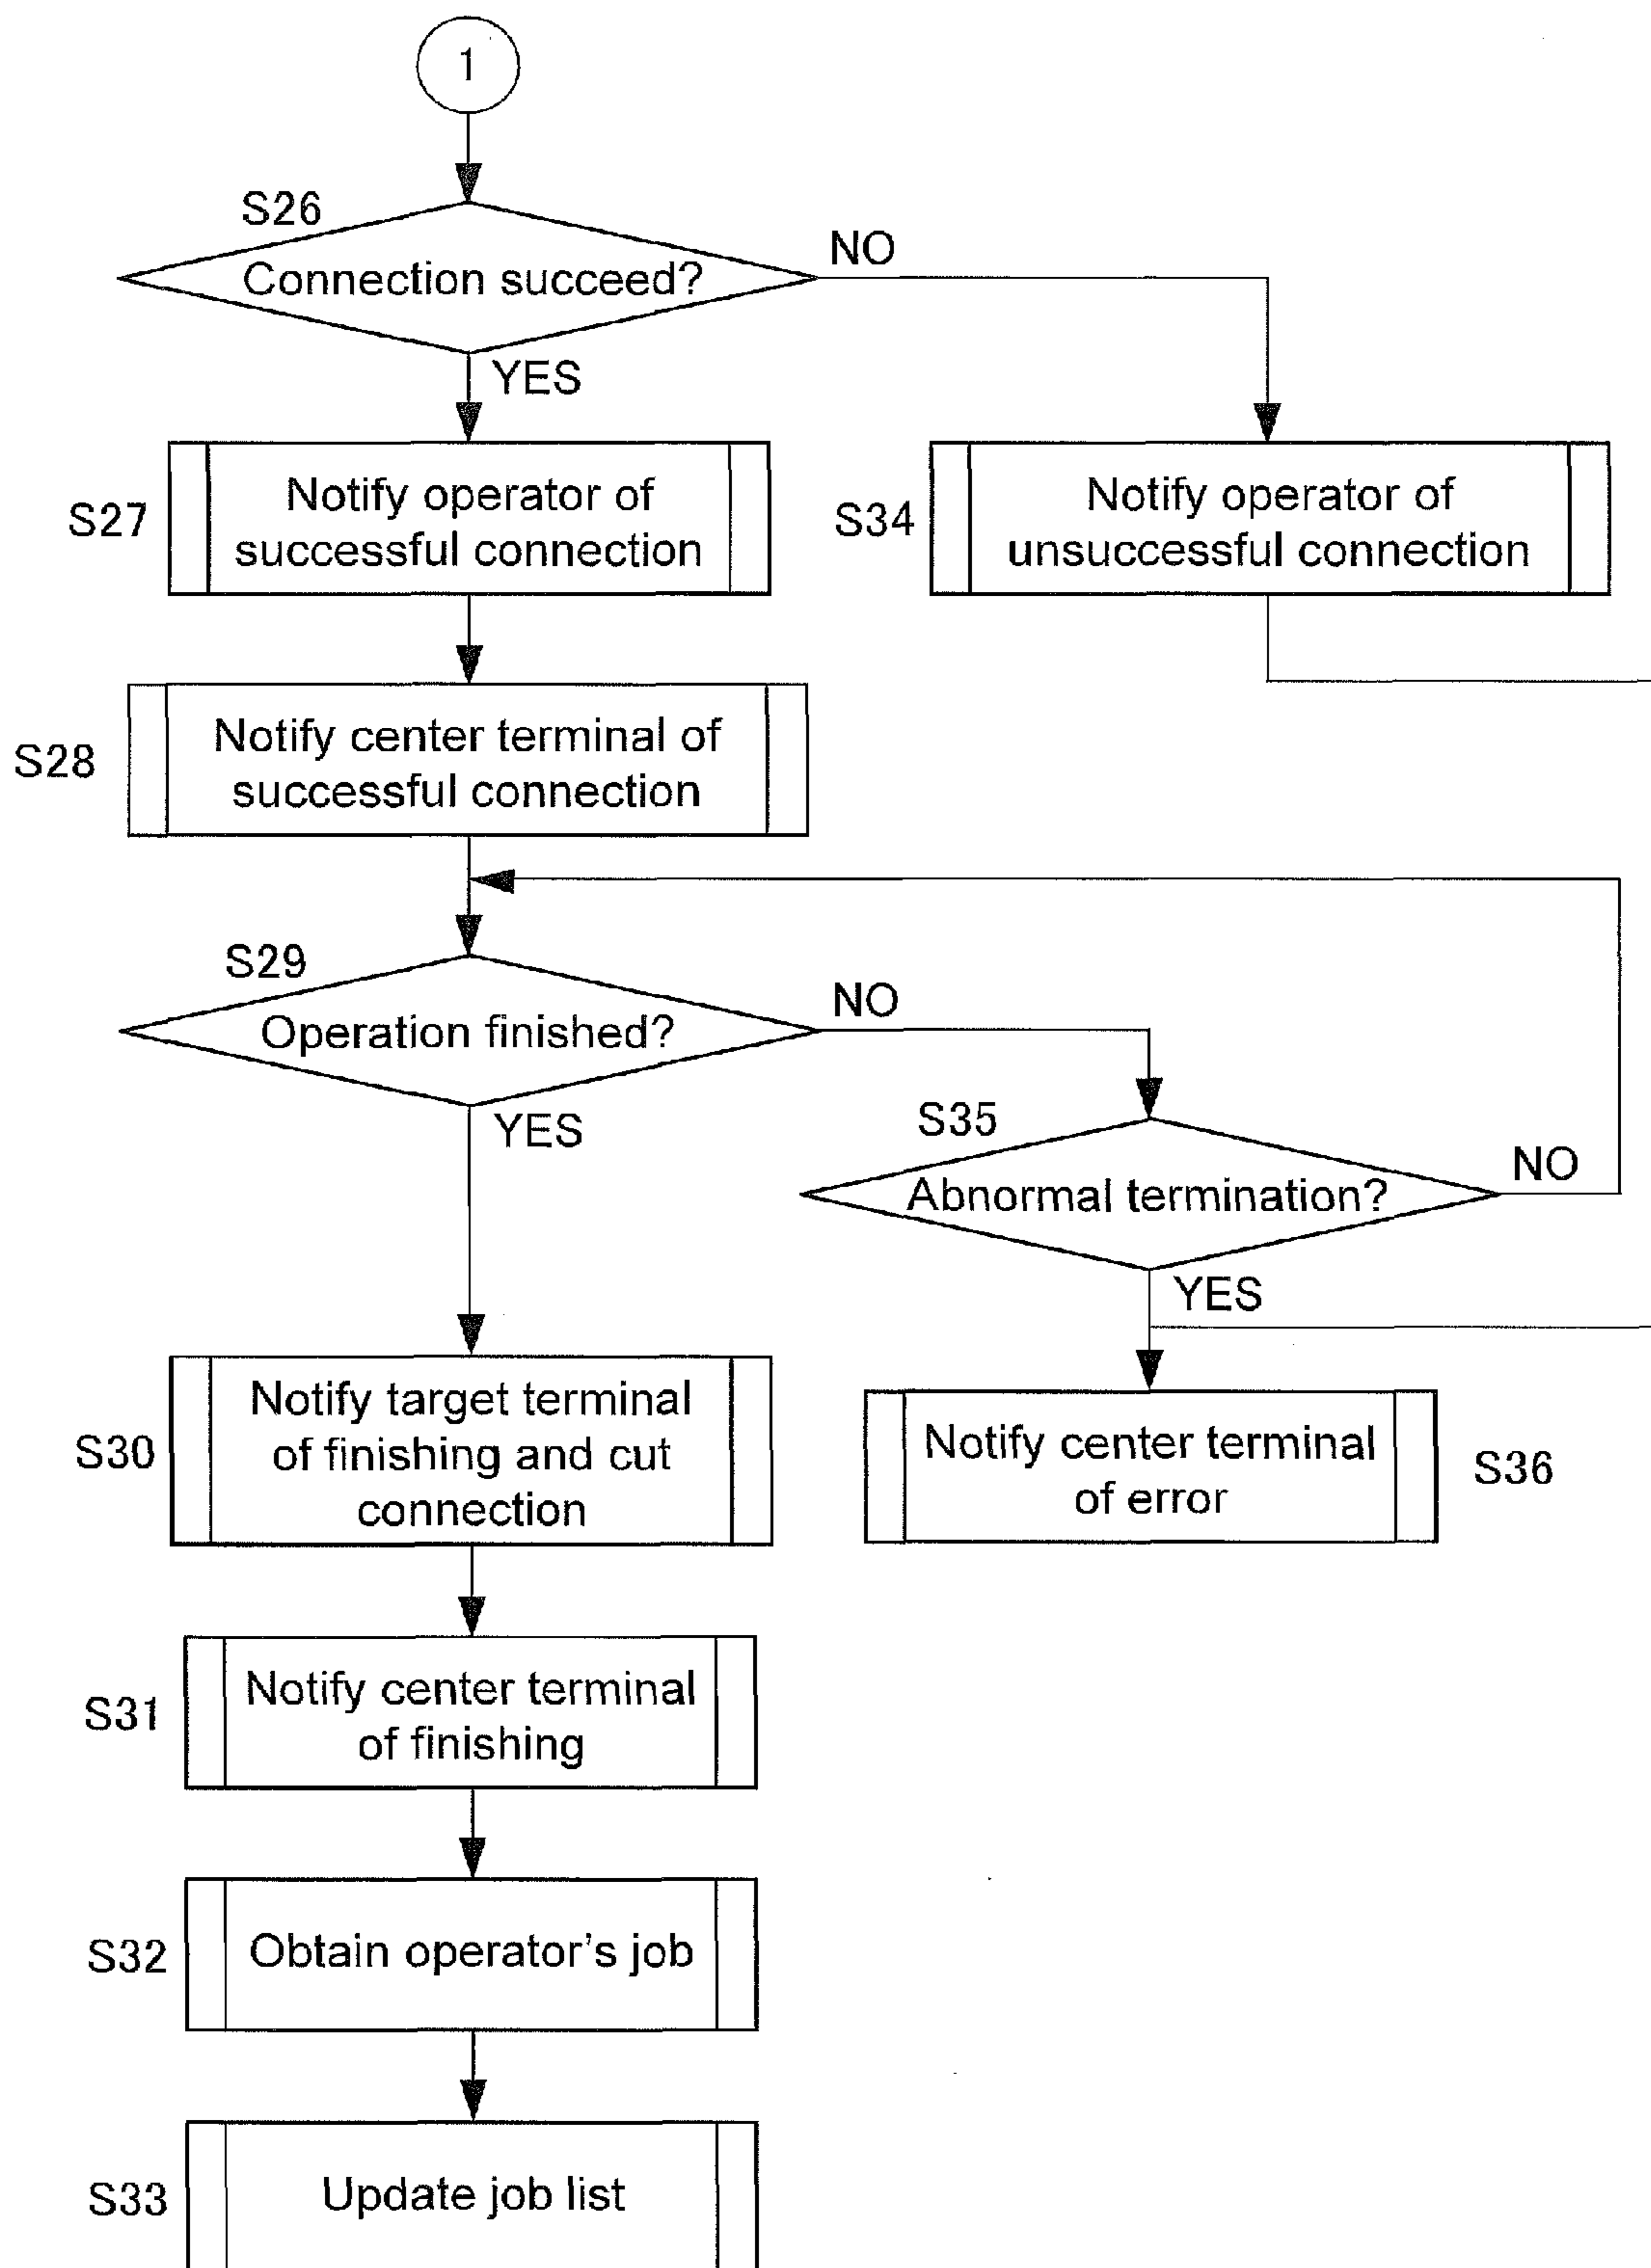 1
S26
Connection succeed?
NO
YES
S27
Notify operator of
successful connection
S34
Notify operator of
unsuccessful connection
S28
Notify center terminal of
successful connection
S29
Operation finished?
NO
YES
S35
Abnormal termination?
NO
YES
S30
Notify target terminal
of finishing and cut
connection
Notify center terminal
of error
S36
S31
Notify center terminal
of finishing
S32
Obtain operator's job
S33
Update job list